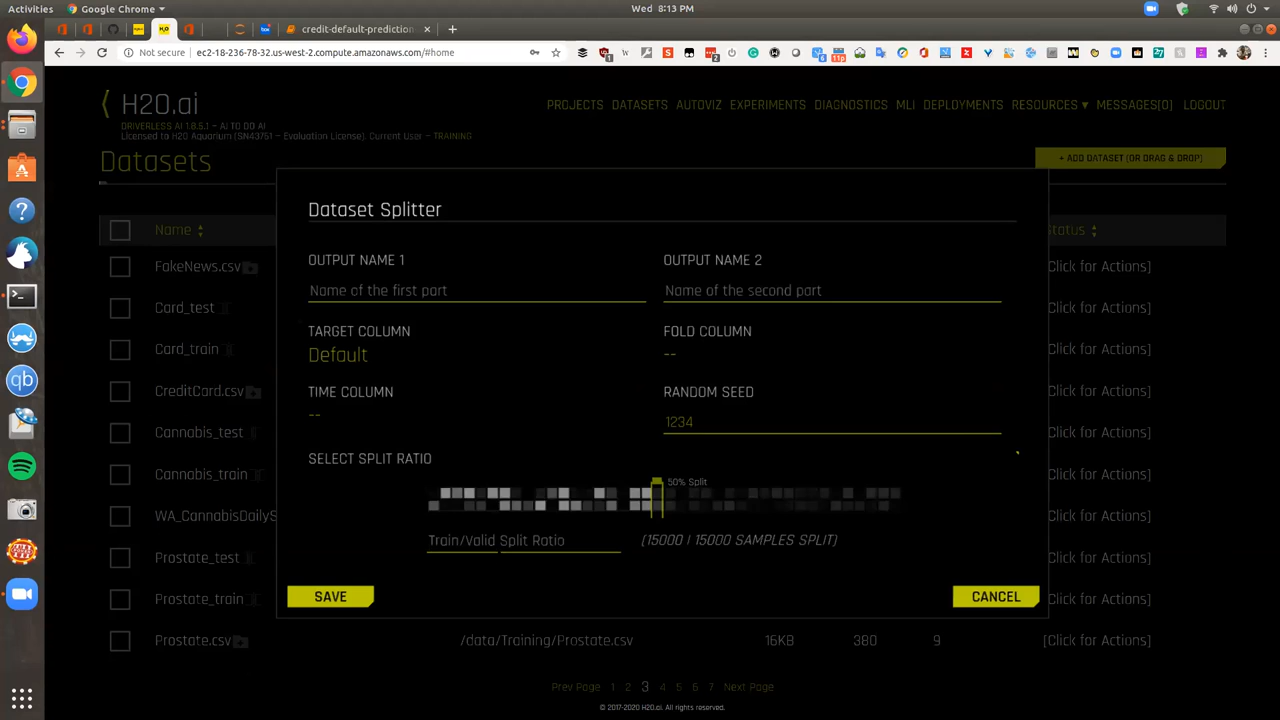 Activities
Google Chrome
Wed 8:13 PM
credit-default-prediction
Not secure
ec2-18-236-78-32.us-west-2.compute.amazonaws.com/#home
H2O.ai
DRIVERLESS AI 1.8.5.1 – AI TO DO AI
Licensed to H2O Aquarium (SN43751 – Evaluation License), Current User – TRAINING
PROJECTS DATASETS AUTOVIZ EXPERIMENTS DIAGNOSTICS MLI DEPLOYMENTS RESOURCES ▾ MESSAGES[0] LOGOUT
Datasets
+ ADD DATASET (OR DRAG & DROP)
Name
Status
Dataset Splitter
OUTPUT NAME 1
OUTPUT NAME 2
Name of the first part
Name of the second part
TARGET COLUMN
FOLD COLUMN
Default
--
TIME COLUMN
RANDOM SEED
--
1234
SELECT SPLIT RATIO
50% Split
Train/Valid Split Ratio
(15000 | 15000 SAMPLES SPLIT)
SAVE
CANCEL
FakeNews.csv
[Click for Actions]
Card_test
[Click for Actions]
Card_train
[Click for Actions]
CreditCard.csv
[Click for Actions]
Cannabis_test
[Click for Actions]
Cannabis_train
[Click for Actions]
WA_CannabisDailyS
[Click for Actions]
Prostate_test
[Click for Actions]
Prostate_train
[Click for Actions]
Prostate.csv
/data/Training/Prostate.csv
16KB
380
9
[Click for Actions]
Prev Page 1 2 3 4 5 6 7 Next Page
© 2017-2020 H2O.ai. All rights reserved.